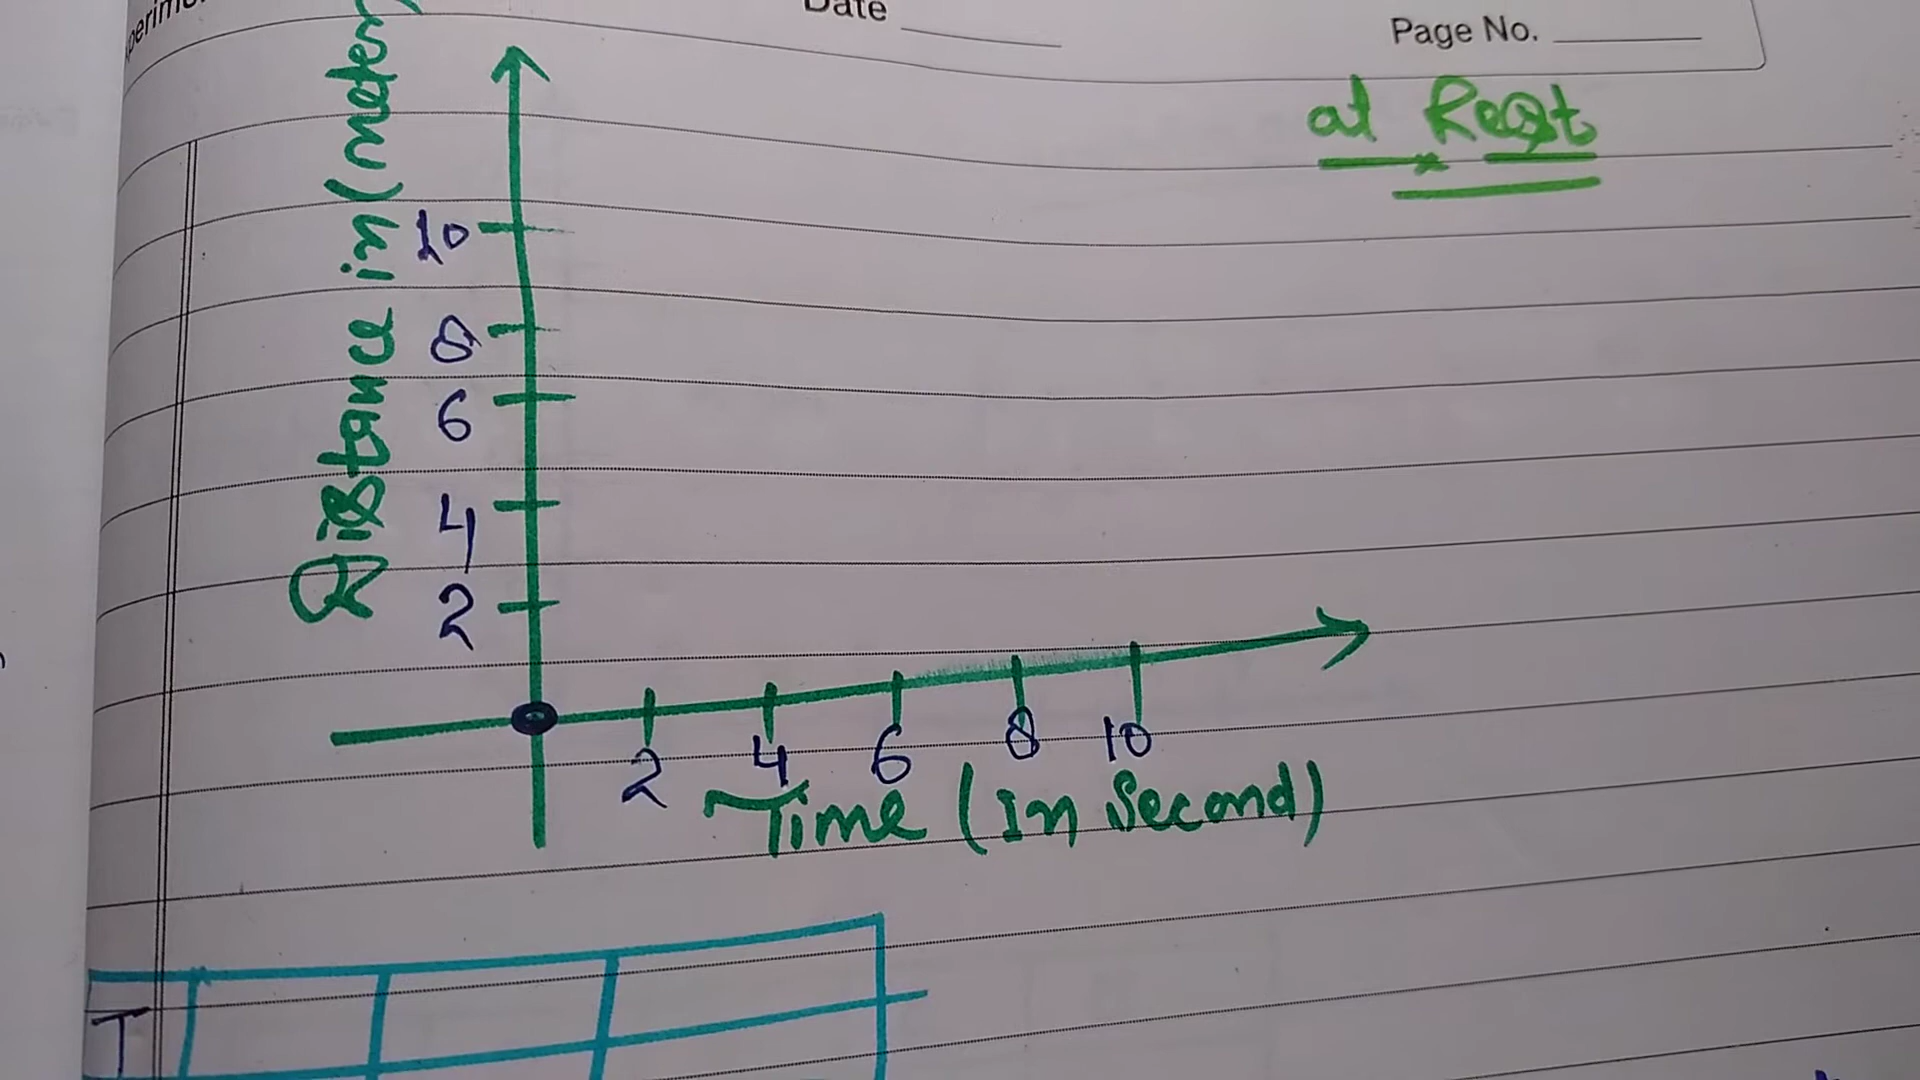 Date
Page No.
at Rest
Distance in (meter
10
8
6
4
2
2 4 6 8 10
Time (in Second)
T